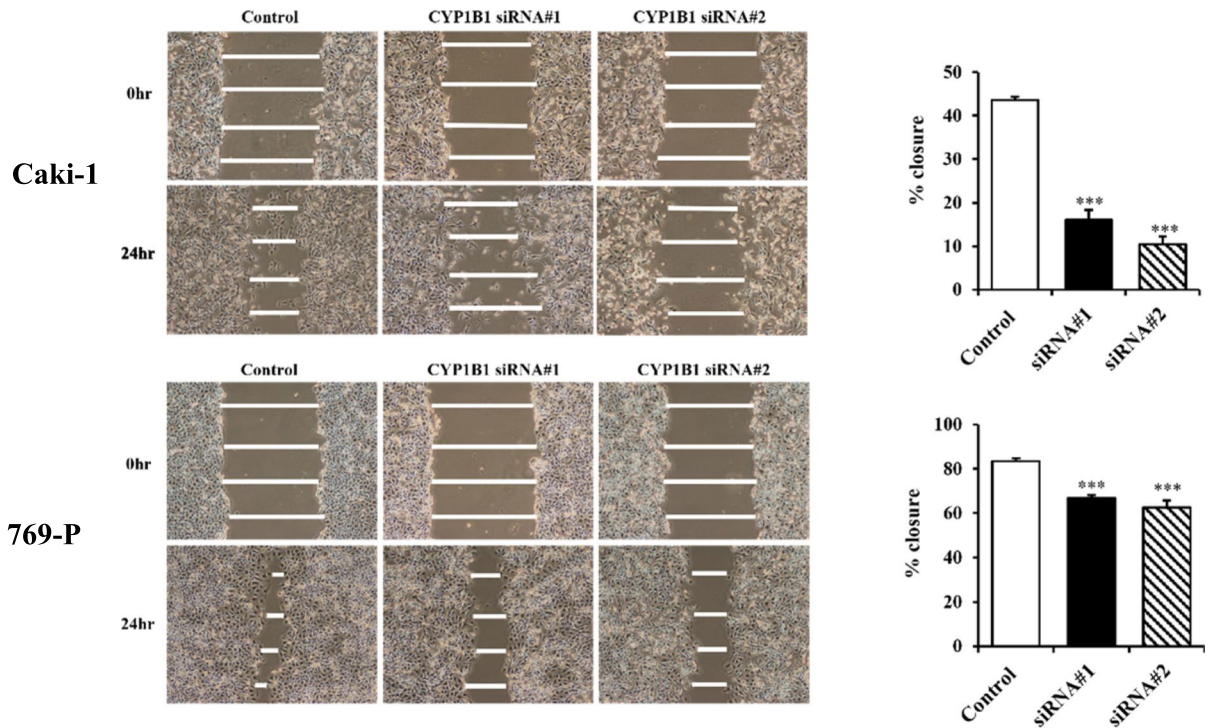 Control CYP1B1 siRNA#1 CYP1B1 siRNA#2
0hr
Caki-1
24hr
% closure
50
40
30
20
10
0
***
***
Control siRNA#1 siRNA#2
Control CYP1B1 siRNA#1 CYP1B1 siRNA#2
0hr
769-P
24hr
% closure
100
80
60
40
20
0
***
***
Control siRNA#1 siRNA#2